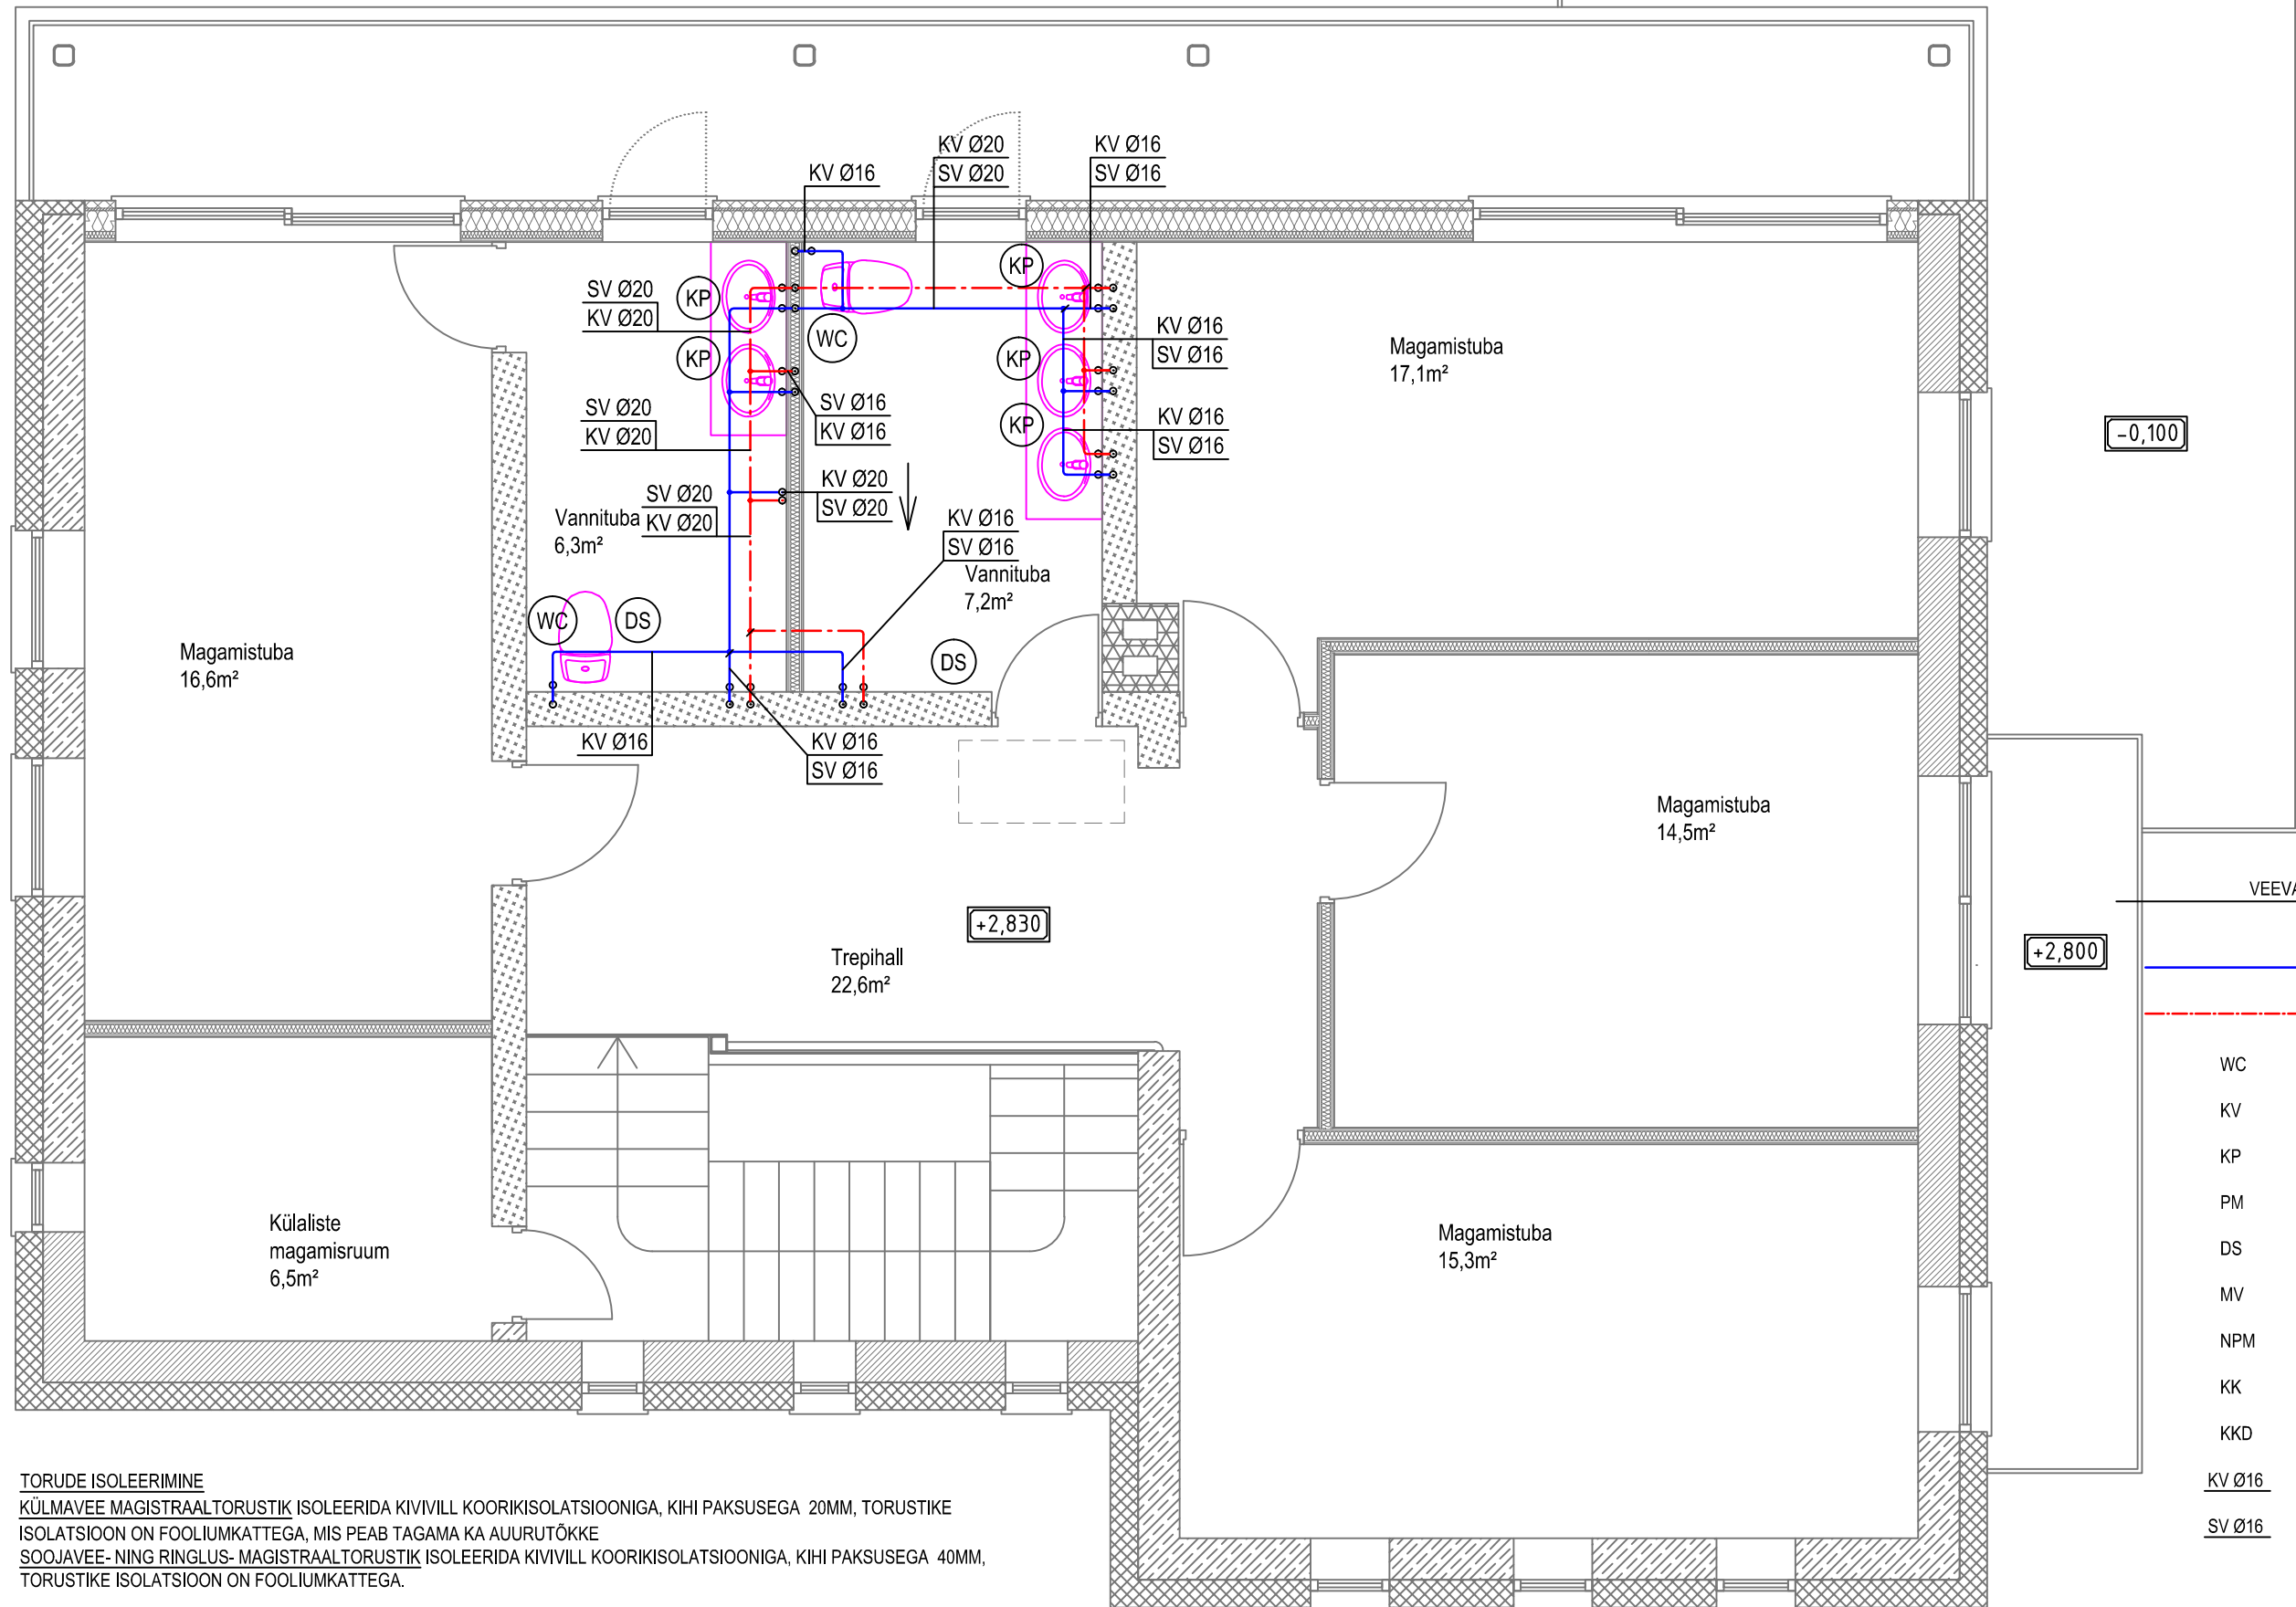 KV Ø20
SV Ø20
KV Ø16
SV Ø16
KV Ø16
KP
KP
SV Ø20
KV Ø20
WC
KV Ø16
SV Ø16
KP
KP
Magamistuba
17,1m²
SV Ø16
KV Ø16
SV Ø20
KV Ø20
KP
KV Ø16
SV Ø16
-0,100
KV Ø20
SV Ø20
SV Ø20
KV Ø20
Vannituba
6,3m²
KV Ø16
SV Ø16
Vannituba
7,2m²
WC
DS
DS
Magamistuba
16,6m²
KV Ø16
KV Ø16
SV Ø16
Magamistuba
14,5m²
VEEVA
+2,830
+2,800
Trepihall
22,6m²
WC
KV
KP
PM
DS
MV
NPM
KK
KKD
KV Ø16
SV Ø16
Külaliste
magamisruum
6,5m²
Magamistuba
15,3m²
TORUDE ISOLEERIMINE
KÜLMAVEE MAGISTRAALTORUSTIK ISOLEERIDA KIVIVILL KOORIKISOLATSIOONIGA, KIHI PAKSUSEGA 20MM, TORUSTIKE
ISOLATSIOON ON FOOLIUMKATTEGA, MIS PEAB TAGAMA KA AUURUTÕKKE
SOOJAVEE- NING RINGLUS- MAGISTRAALTORUSTIK ISOLEERIDA KIVIVILL KOORIKISOLATSIOONIGA, KIHI PAKSUSEGA 40MM,
TORUSTIKE ISOLATSIOON ON FOOLIUMKATTEGA.